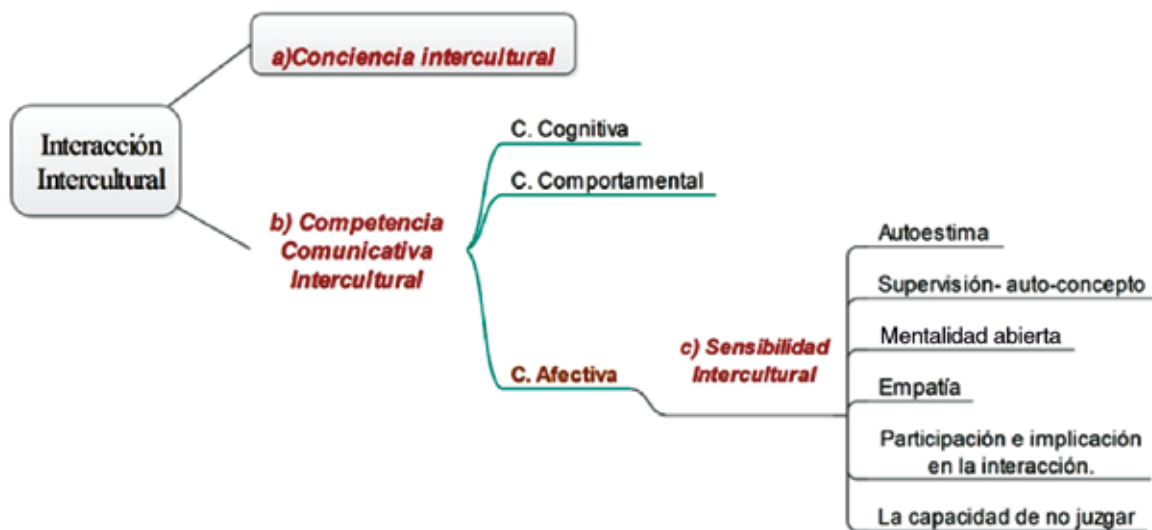 a)Conciencia intercultural
Interacción
Intercultural
b) Competencia
Comunicativa
Intercultural
C. Cognitiva
C. Comportamental
C. Afectiva
c) Sensibilidad
Intercultural
Autoestima
Supervisión- auto-concepto
Mentalidad abierta
Empatía
Participación e implicación
en la interacción.
La capacidad de no juzgar